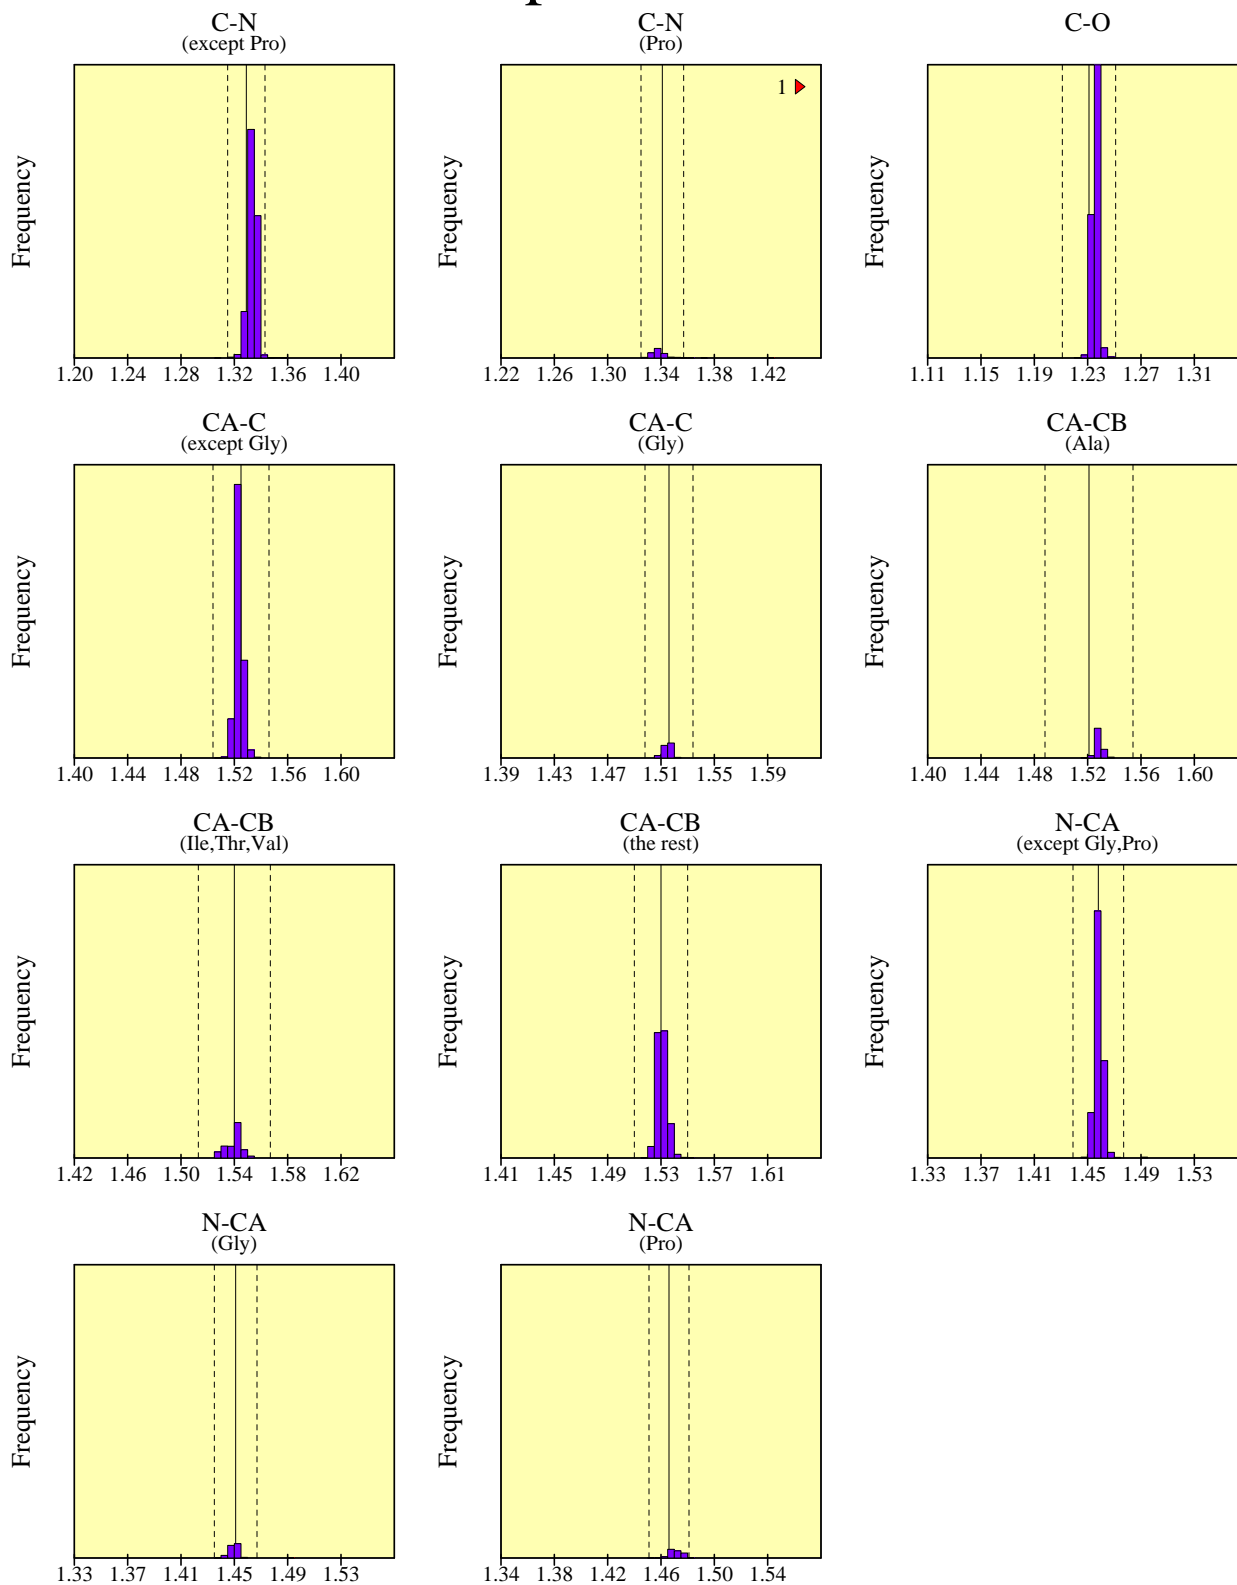 C-N
(except Pro)
C-N
(Pro)
C-O
Frequency
Frequency
Frequency
1
1.20 1.24 1.28 1.32 1.36 1.40
1.22 1.26 1.30 1.34 1.38 1.42
1.11 1.15 1.19 1.23 1.27 1.31
CA-C
(except Gly)
CA-C
(Gly)
CA-CB
(Ala)
Frequency
Frequency
Frequency
1.40 1.44 1.48 1.52 1.56 1.60
1.39 1.43 1.47 1.51 1.55 1.59
1.40 1.44 1.48 1.52 1.56 1.60
CA-CB
(Ile,Thr,Val)
CA-CB
(the rest)
N-CA
(except Gly,Pro)
Frequency
Frequency
Frequency
1.42 1.46 1.50 1.54 1.58 1.62
1.41 1.45 1.49 1.53 1.57 1.61
1.33 1.37 1.41 1.45 1.49 1.53
N-CA
(Gly)
N-CA
(Pro)
Frequency
Frequency
1.33 1.37 1.41 1.45 1.49 1.53
1.34 1.38 1.42 1.46 1.50 1.54